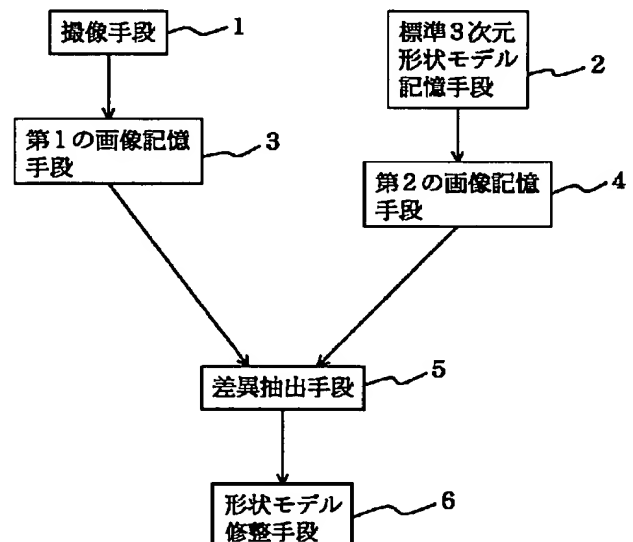 撮像手段
1
標準3次元
形状モデル
記憶手段
2
第1の画像記憶
手段
3
第2の画像記憶
手段
4
差異抽出手段
5
形状モデル
修整手段
6